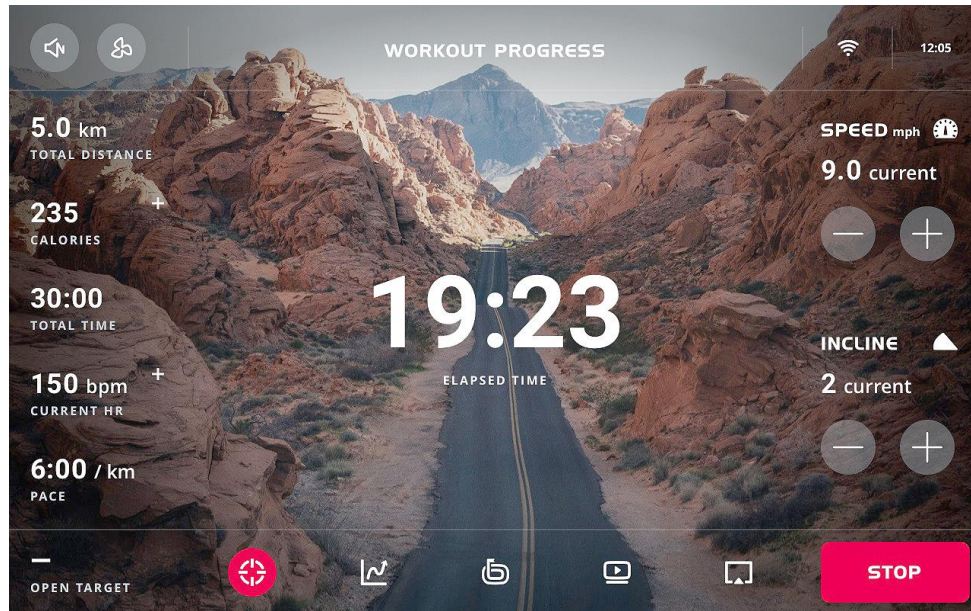 WORKOUT PROGRESS
12:05
5.0 km
TOTAL DISTANCE
235
+
CALORIES
30:00
TOTAL TIME
150 bpm
+
CURRENT HR
6:00 / km
PACE
19:23
ELAPSED TIME
SPEED mph
9.0 current
INCLINE
2 current
OPEN TARGET
STOP